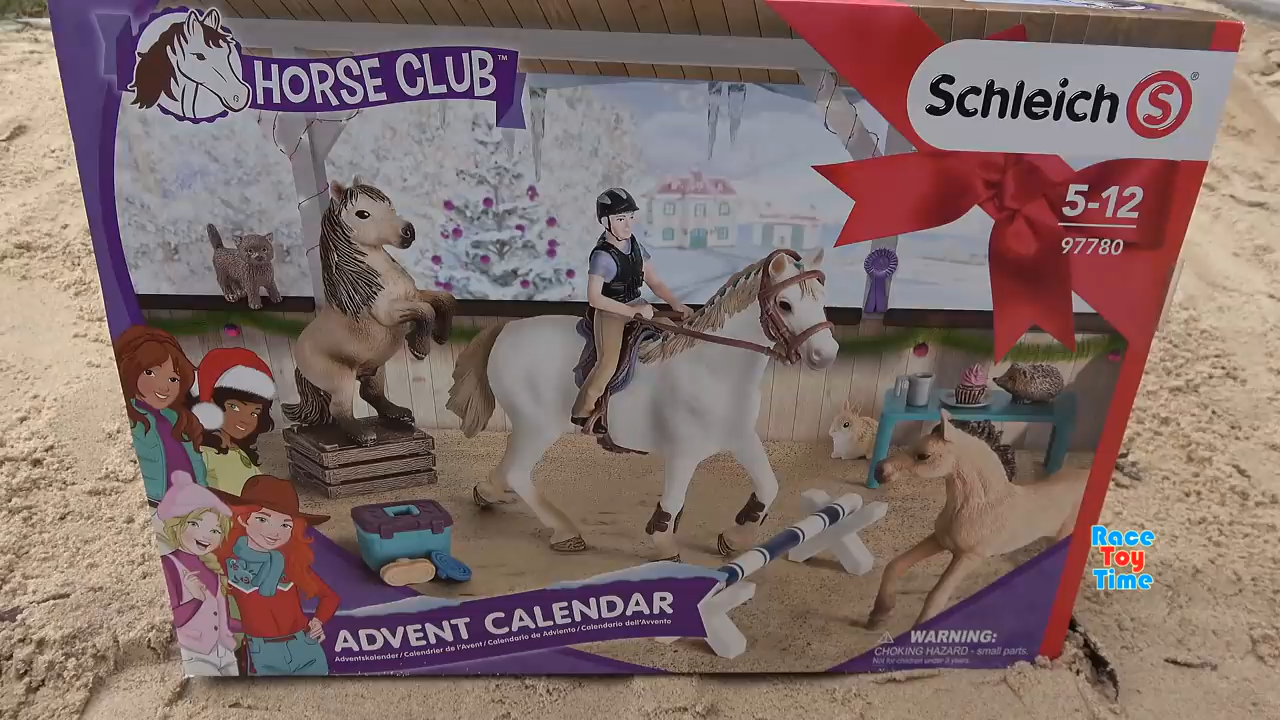 HORSE CLUB™
Schleich S®
5-12
97780
Race
Toy
Time
ADVENT CALENDAR
Adventskalender / Calendrier de l'Avent / Calendario de Adviento / Calendario dell'Avvento
⚠ WARNING:
CHOKING HAZARD - small parts.
Not for children under 3 years.